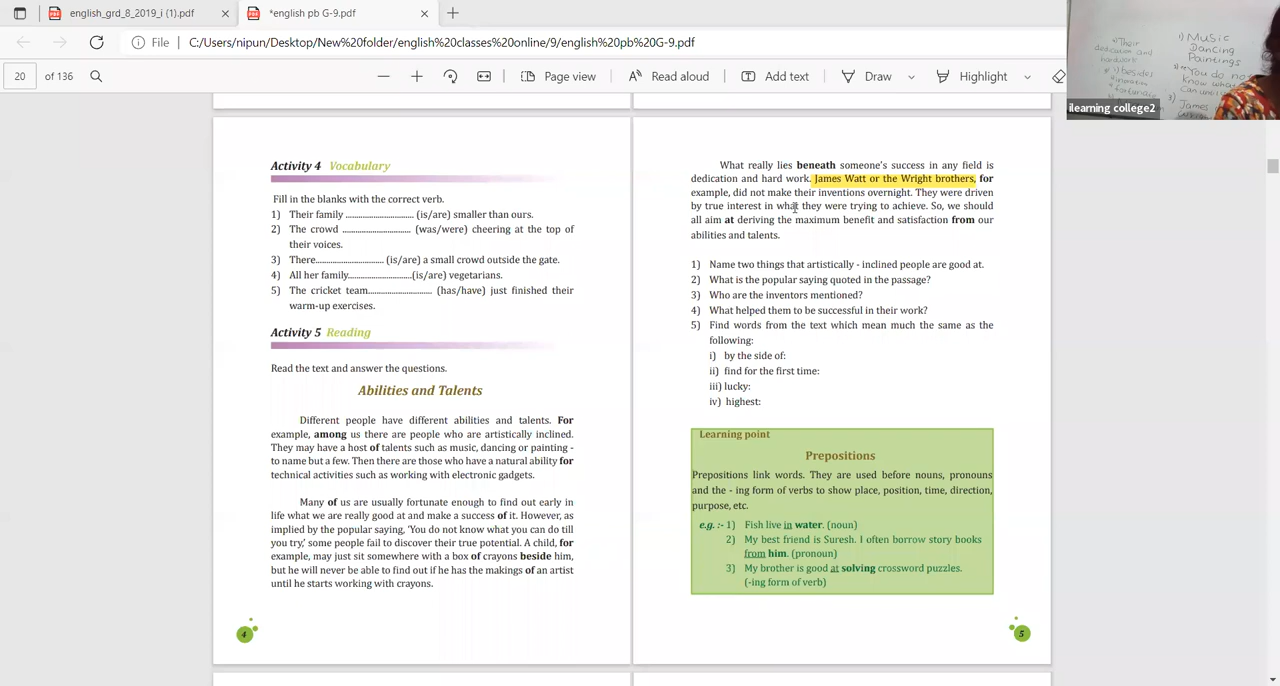 english_grd_8_2019_i (1).pdf
*english pb G-9.pdf
File
C:/Users/nipun/Desktop/New%20folder/english%20classes%20online/9/english%20pb%20G-9.pdf
20 of 136
Page view
Read aloud
Add text
Draw
Highlight
Their
dedication and
hardwork
besides
1) Music
Dancing
Paintings
You do not
know what
3) James
ilearning college2
Activity 4 Vocabulary
Fill in the blanks with the correct verb.
1) Their family ................................ (is/are) smaller than ours.
2) The crowd ................................ (was/were) cheering at the top of
their voices.
3) There................................ (is/are) a small crowd outside the gate.
4) All her family..............................(is/are) vegetarians.
5) The cricket team.............................. (has/have) just finished their
warm-up exercises.
Activity 5 Reading
Read the text and answer the questions.
Abilities and Talents
Different people have different abilities and talents. For
example, among us there are people who are artistically inclined.
They may have a host of talents such as music, dancing or painting -
to name but a few. Then there are those who have a natural ability for
technical activities such as working with electronic gadgets.
Many of us are usually fortunate enough to find out early in
life what we are really good at and make a success of it. However, as
implied by the popular saying, 'You do not know what you can do till
you try,' some people fail to discover their true potential. A child, for
example, may just sit somewhere with a box of crayons beside him,
but he will never be able to find out if he has the makings of an artist
until he starts working with crayons.
4
What really lies beneath someone's success in any field is
dedication and hard work. James Watt or the Wright brothers, for
example, did not make their inventions overnight. They were driven
by true interest in what they were trying to achieve. So, we should
all aim at deriving the maximum benefit and satisfaction from our
abilities and talents.
1) Name two things that artistically - inclined people are good at.
2) What is the popular saying quoted in the passage?
3) Who are the inventors mentioned?
4) What helped them to be successful in their work?
5) Find words from the text which mean much the same as the
following:
i) by the side of:
ii) find for the first time:
iii) lucky:
iv) highest:
Learning point
Prepositions
Prepositions link words. They are used before nouns, pronouns
and the - ing form of verbs to show place, position, time, direction,
purpose, etc.
e.g. :- 1) Fish live in water. (noun)
2) My best friend is Suresh. I often borrow story books
from him. (pronoun)
3) My brother is good at solving crossword puzzles.
(-ing form of verb)
5